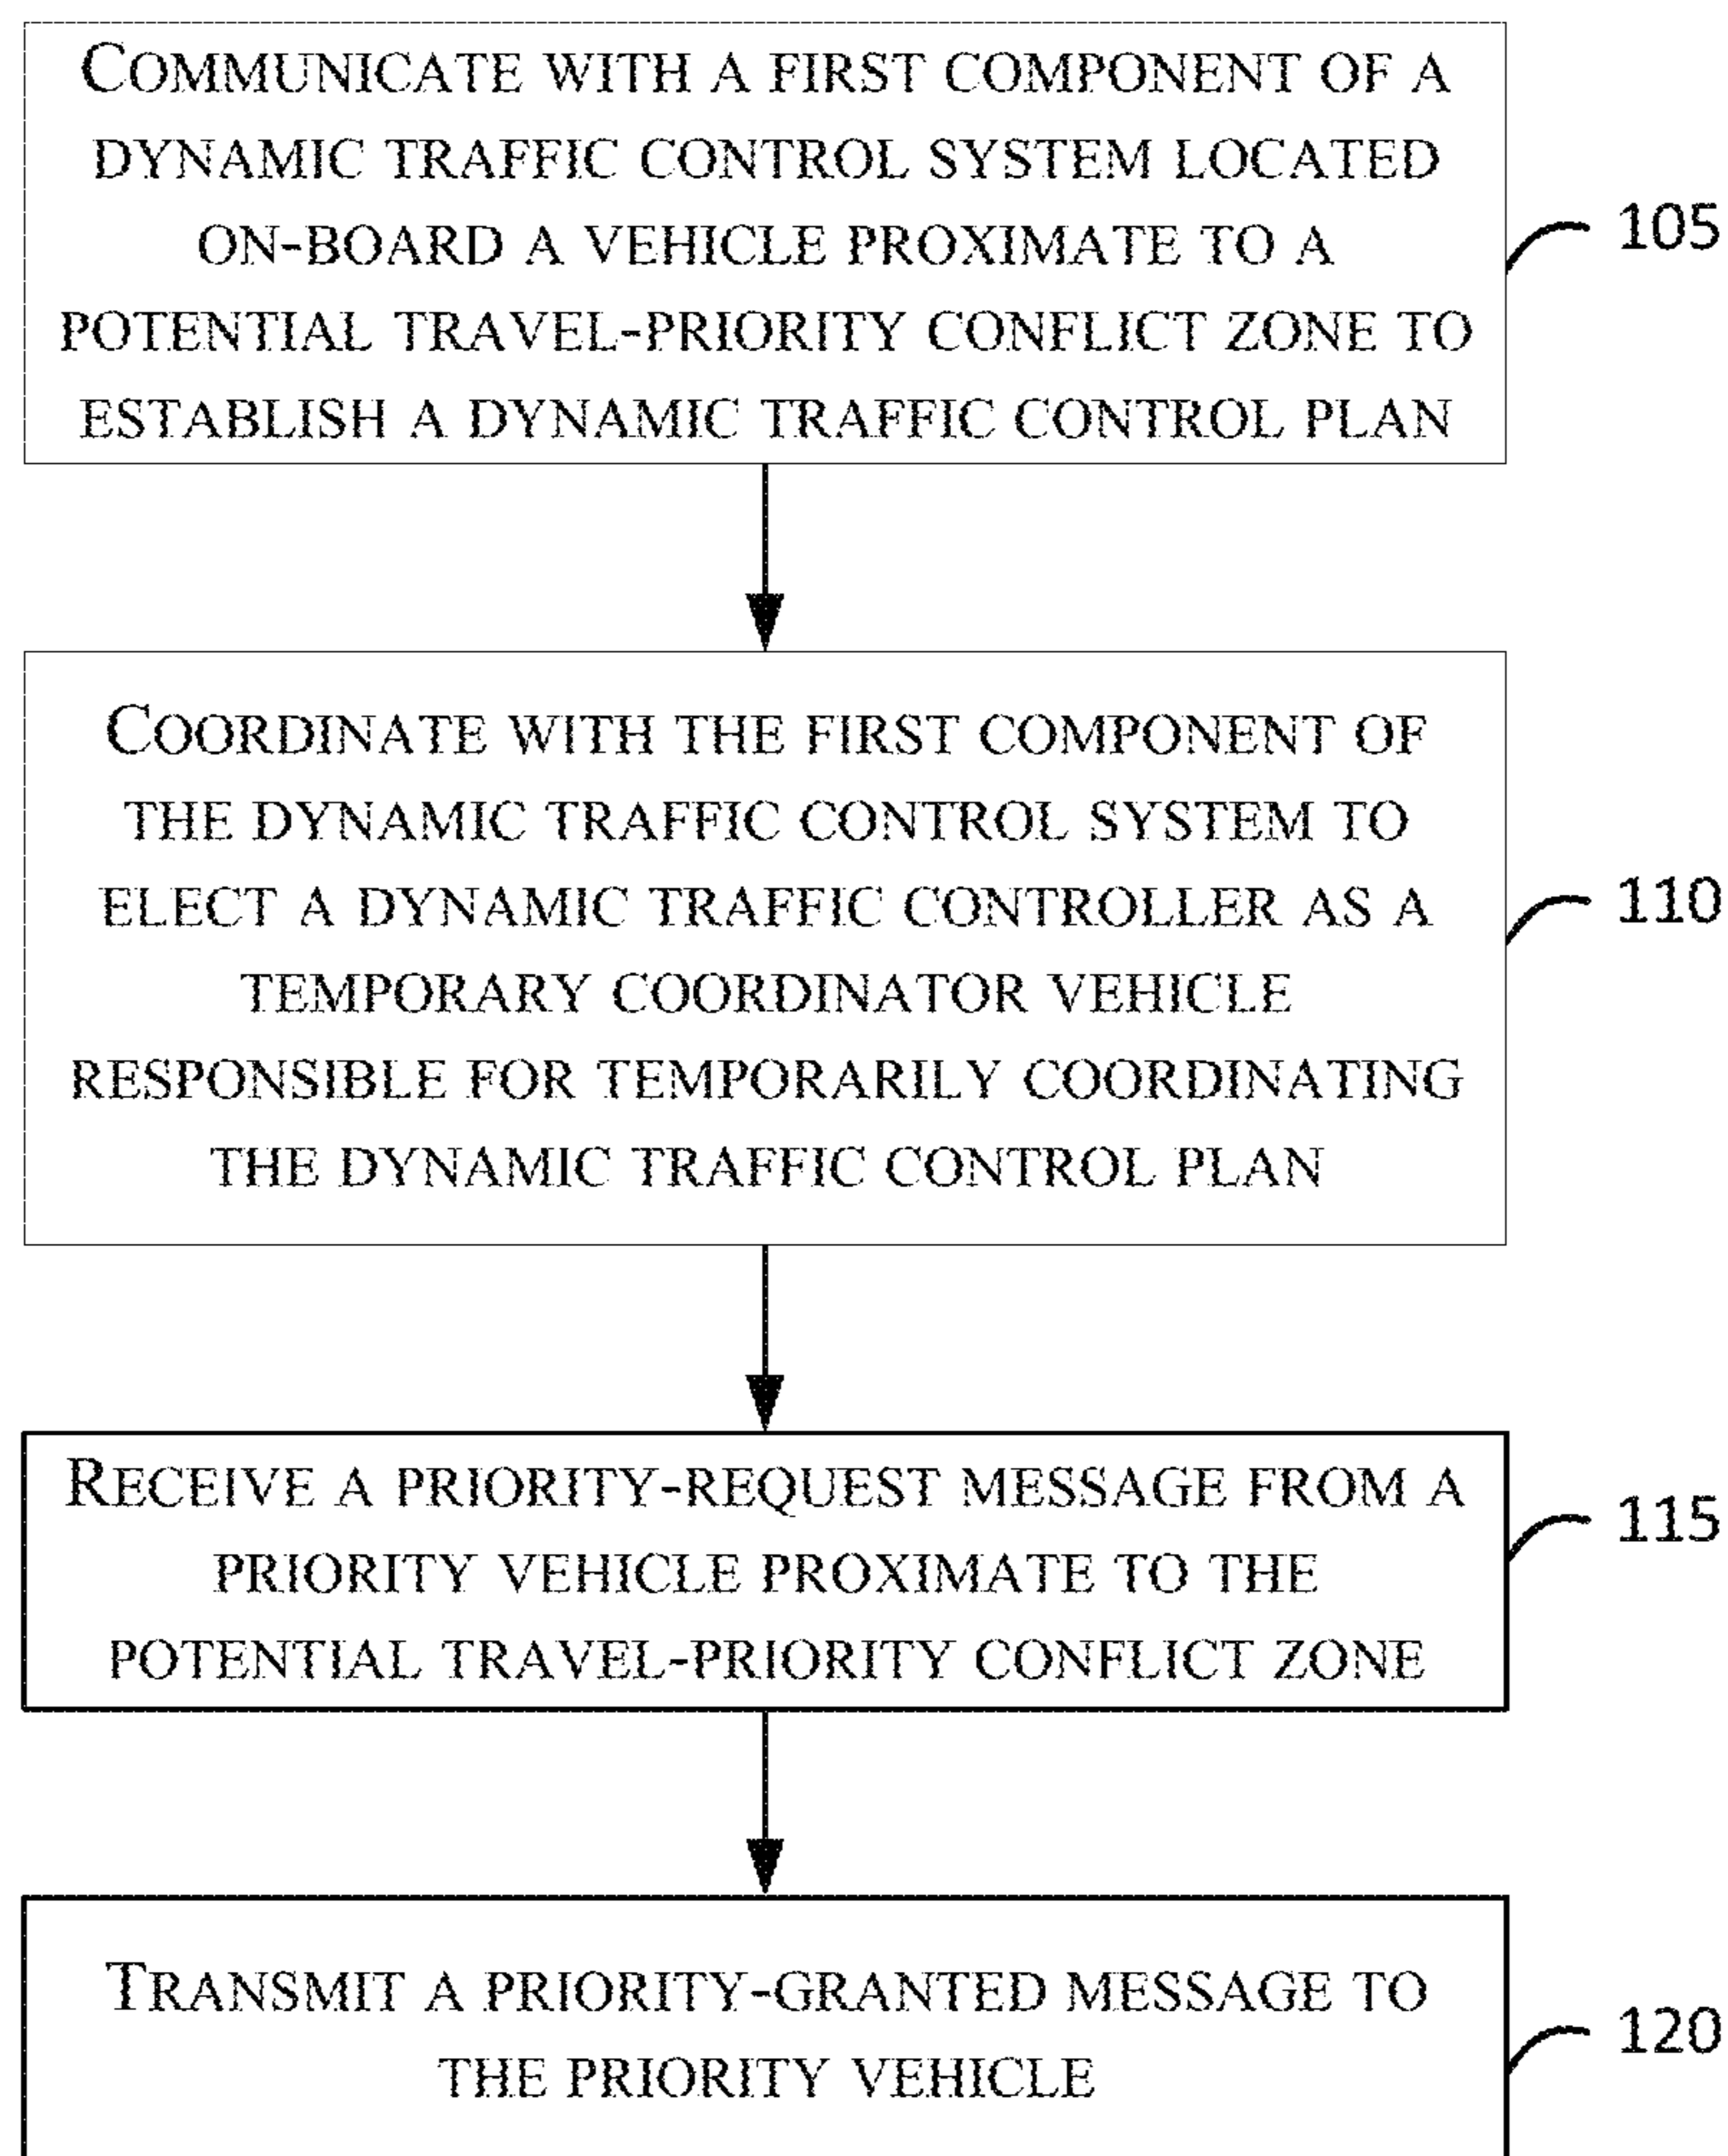 COMMUNICATE WITH A FIRST COMPONENT OF A
DYNAMIC TRAFFIC CONTROL SYSTEM LOCATED
ON-BOARD A VEHICLE PROXIMATE TO A
POTENTIAL TRAVEL-PRIORITY CONFLICT ZONE TO
ESTABLISH A DYNAMIC TRAFFIC CONTROL PLAN
105
COORDINATE WITH THE FIRST COMPONENT OF
THE DYNAMIC TRAFFIC CONTROL SYSTEM TO
ELECT A DYNAMIC TRAFFIC CONTROLLER AS A
TEMPORARY COORDINATOR VEHICLE
RESPONSIBLE FOR TEMPORARILY COORDINATING
THE DYNAMIC TRAFFIC CONTROL PLAN
110
RECEIVE A PRIORITY-REQUEST MESSAGE FROM A
PRIORITY VEHICLE PROXIMATE TO THE
POTENTIAL TRAVEL-PRIORITY CONFLICT ZONE
115
TRANSMIT A PRIORITY-GRANTED MESSAGE TO
THE PRIORITY VEHICLE
120